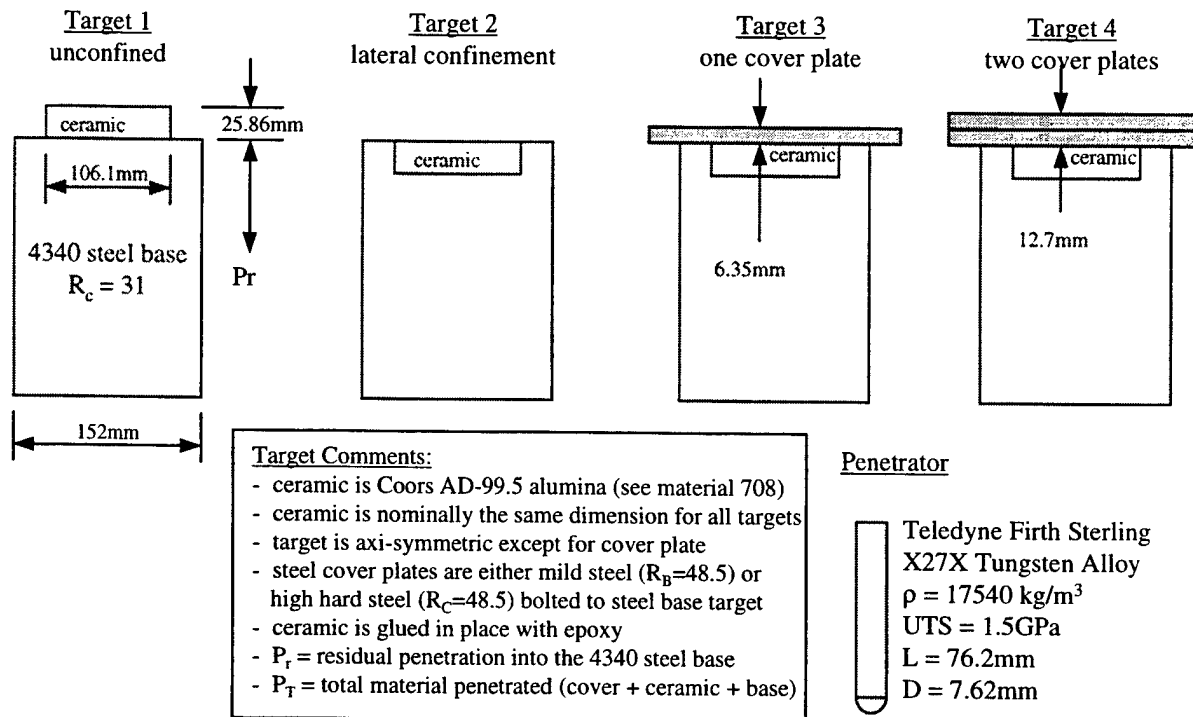 Target 1
unconfined
ceramic
25.86mm
106.1mm
4340 steel base
R_c = 31
Pr
152mm
Target 2
lateral confinement
ceramic
Target 3
one cover plate
ceramic
6.35mm
Target 4
two cover plates
ceramic
12.7mm
Target Comments:
- ceramic is Coors AD-99.5 alumina (see material 708)
- ceramic is nominally the same dimension for all targets
- target is axi-symmetric except for cover plate
- steel cover plates are either mild steel (R_B=48.5) or
high hard steel (R_C=48.5) bolted to steel base target
- ceramic is glued in place with epoxy
- P_r = residual penetration into the 4340 steel base
- P_T = total material penetrated (cover + ceramic + base)
Penetrator
Teledyne Firth Sterling
X27X Tungsten Alloy
ρ = 17540 kg/m³
UTS = 1.5GPa
L = 76.2mm
D = 7.62mm